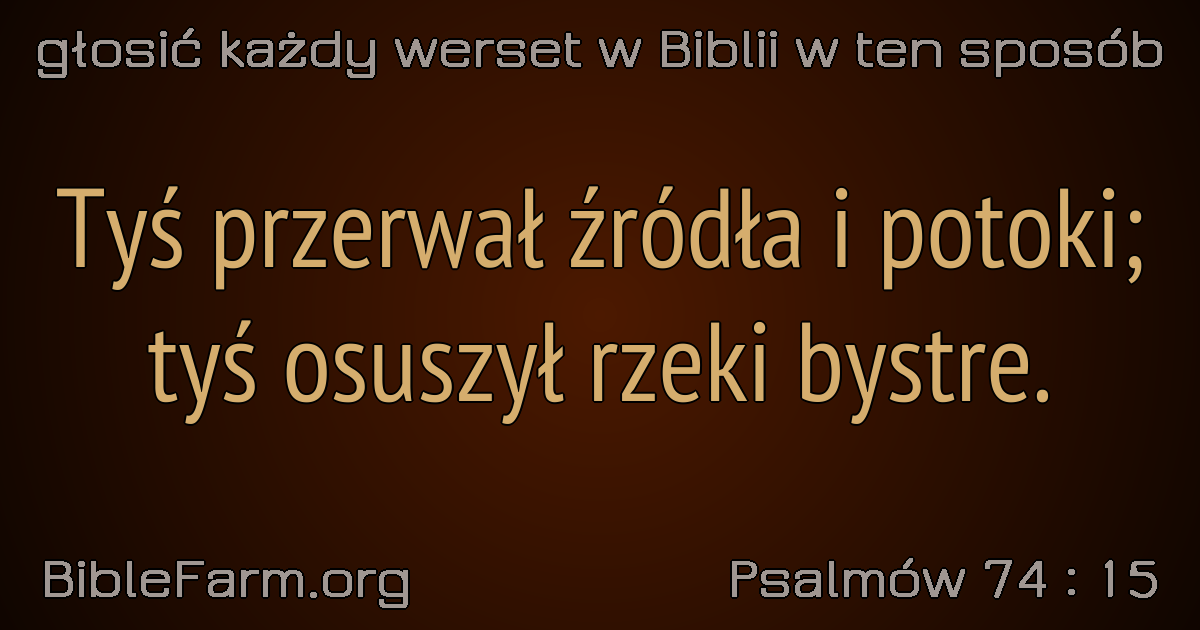 głosić każdy werset w Biblii w ten sposób
Tyś przerwał źródła i potoki;
tyś osuszył rzeki bystre.
BibleFarm.org
Psalmów 74 : 15